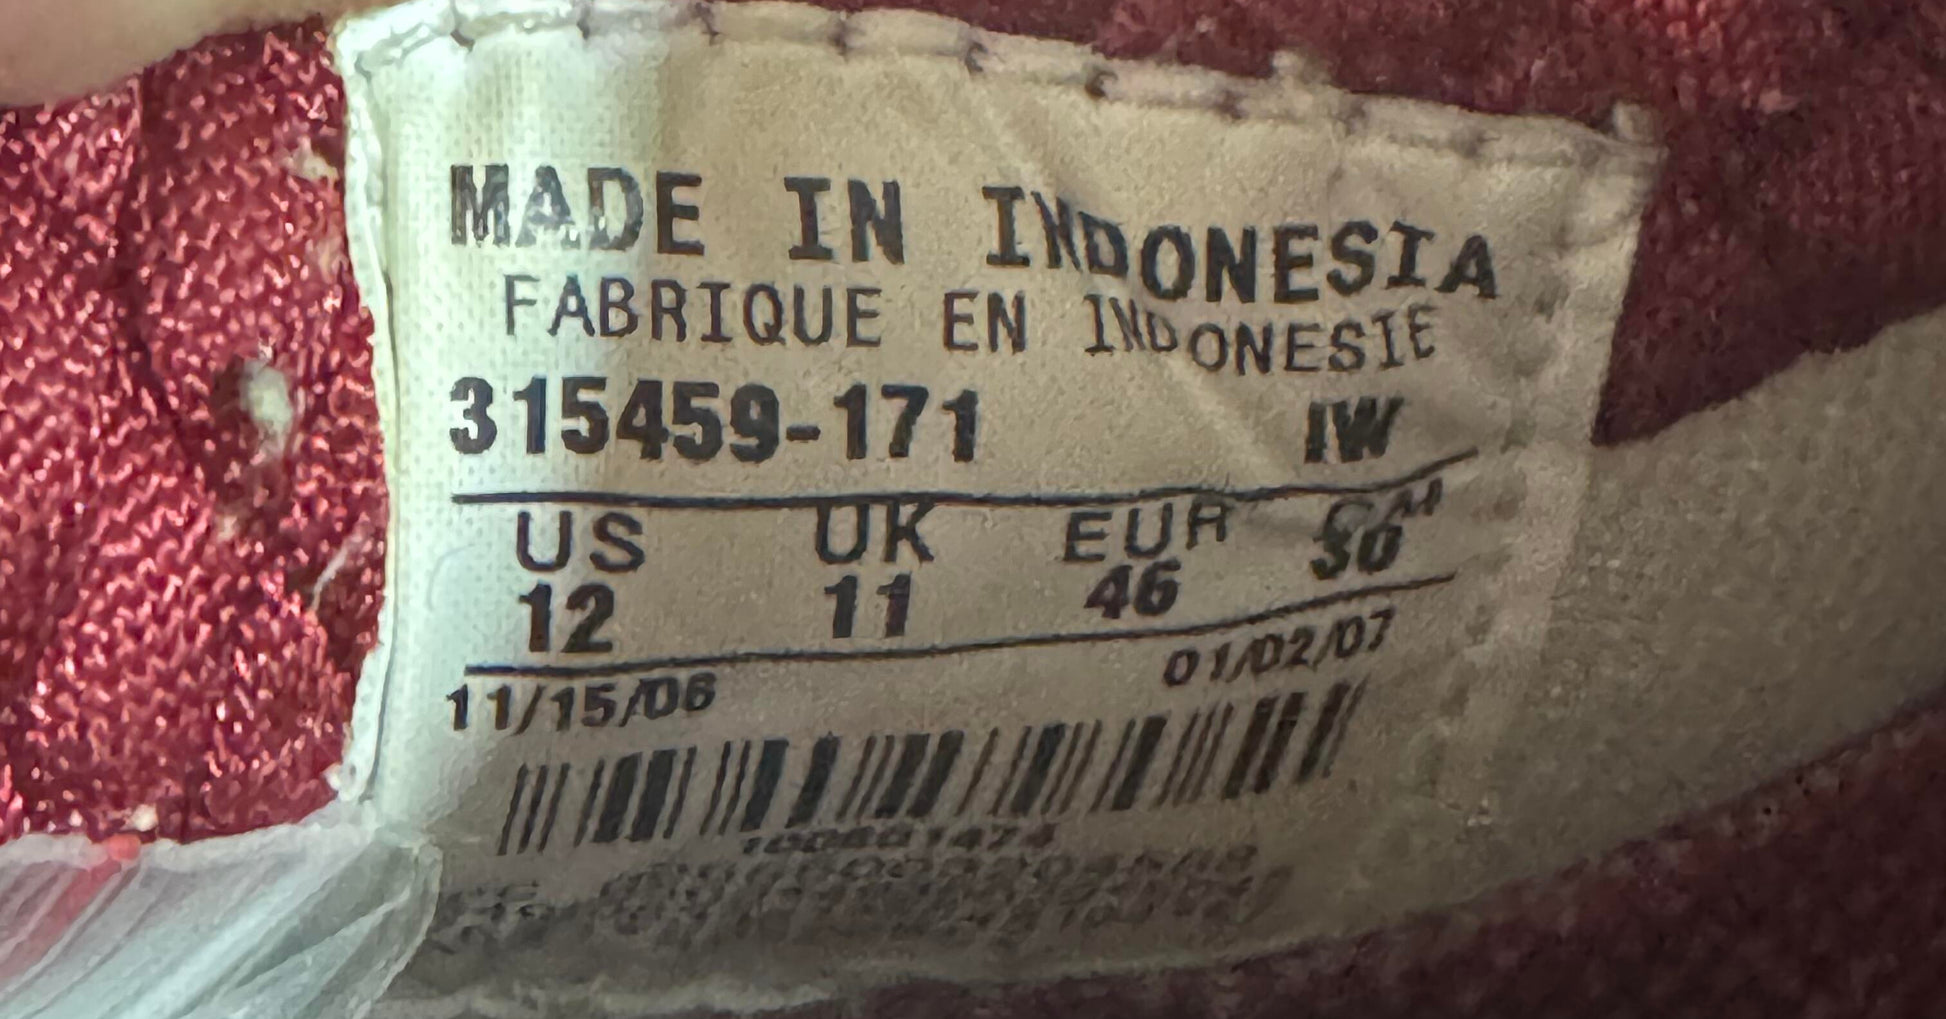 MADE IN INDONESIA
FABRIQUE EN INDONESIE
315459-171 IW
US UK EUR CM
12 11 46 30
11/15/06 01/02/07